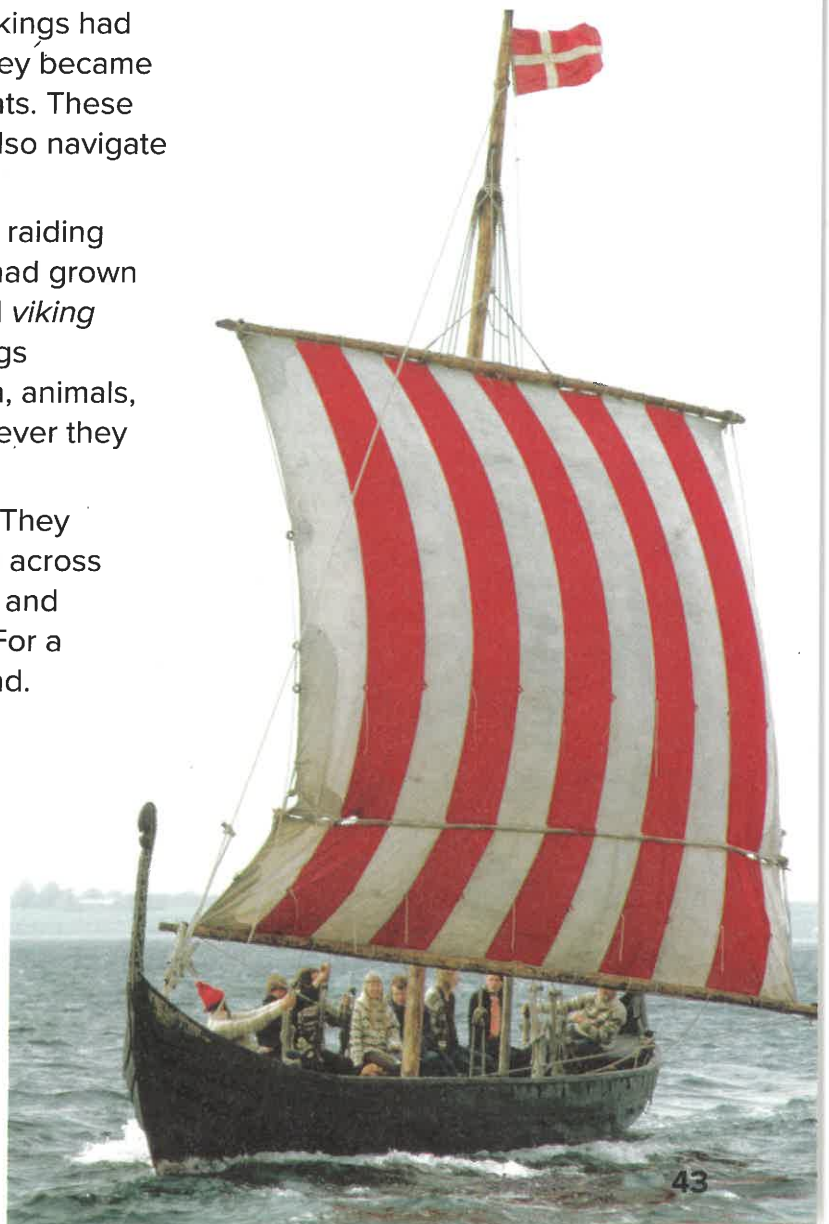 kings had
ey became
ts. These
lso navigate
raiding
had grown
viking
gs
, animals,
ever they
They
across
and
For a
d.
43